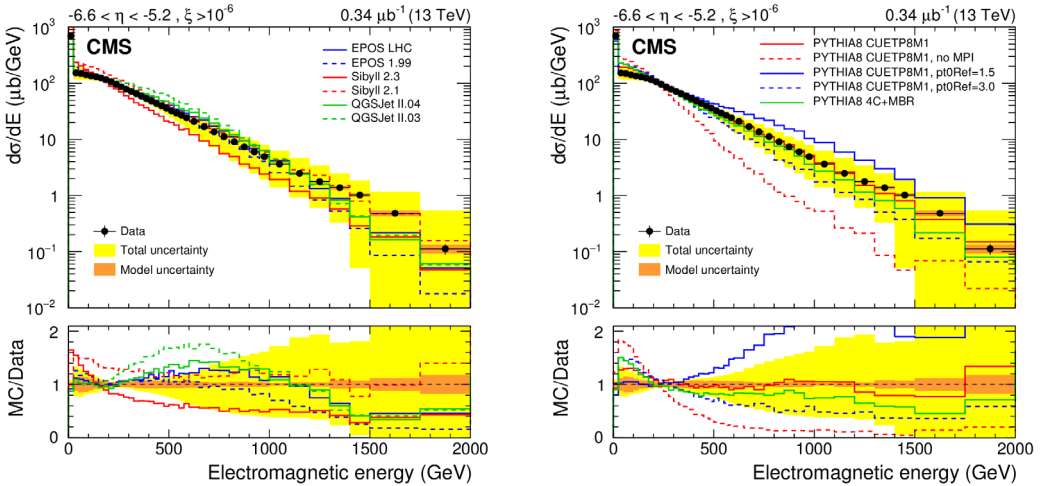 -6.6 < η < -5.2 , ξ >10⁻⁶ 0.34 μb⁻¹ (13 TeV)
dσ/dE (μb/GeV)
10³
10²
10
1
10⁻¹
10⁻²
CMS
EPOS LHC
EPOS 1.99
Sibyll 2.3
Sibyll 2.1
QGSJet II.04
QGSJet II.03
Data
Total uncertainty
Model uncertainty
MC/Data
2
1
0
0 500 1000 1500 2000
Electromagnetic energy (GeV)
-6.6 < η < -5.2 , ξ >10⁻⁶ 0.34 μb⁻¹ (13 TeV)
dσ/dE (μb/GeV)
10³
10²
10
1
10⁻¹
10⁻²
CMS
PYTHIA8 CUETP8M1
PYTHIA8 CUETP8M1, no MPI
PYTHIA8 CUETP8M1, pt0Ref=1.5
PYTHIA8 CUETP8M1, pt0Ref=3.0
PYTHIA8 4C+MBR
Data
Total uncertainty
Model uncertainty
MC/Data
2
1
0
0 500 1000 1500 2000
Electromagnetic energy (GeV)